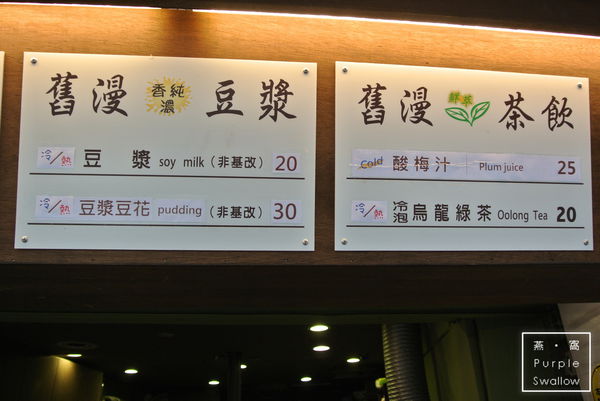 舊漫 香純濃 豆漿
冷/熱 豆 漿 soy milk (非基改) 20
冷/熱 豆漿豆花 pudding (非基改) 30
舊漫 鮮萃 茶飲
Cold 酸梅汁 Plum juice 25
冷/熱 冷泡烏龍綠茶 Oolong Tea 20
燕·窩
Purple
Swallow